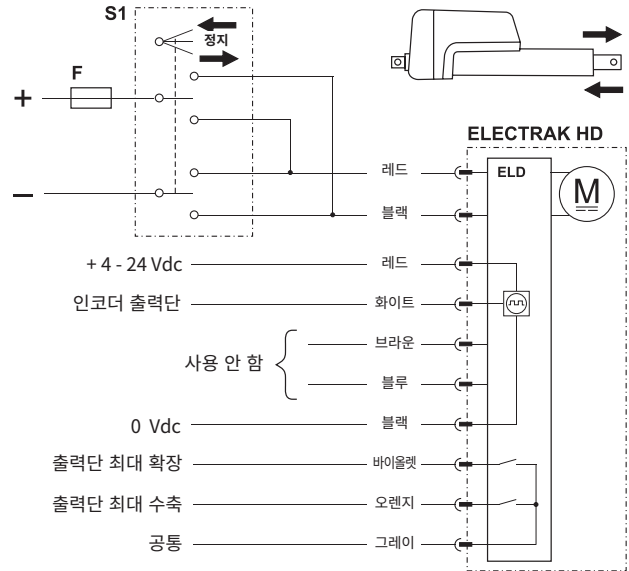 S1
정지
F
+
–
ELECTRAK HD
ELD
M
레드
블랙
+ 4 - 24 Vdc 레드
인코더 출력단 화이트
사용 안 함
브라운
블루
0 Vdc 블랙
출력단 최대 확장 바이올렛
출력단 최대 수축 오렌지
공통 그레이